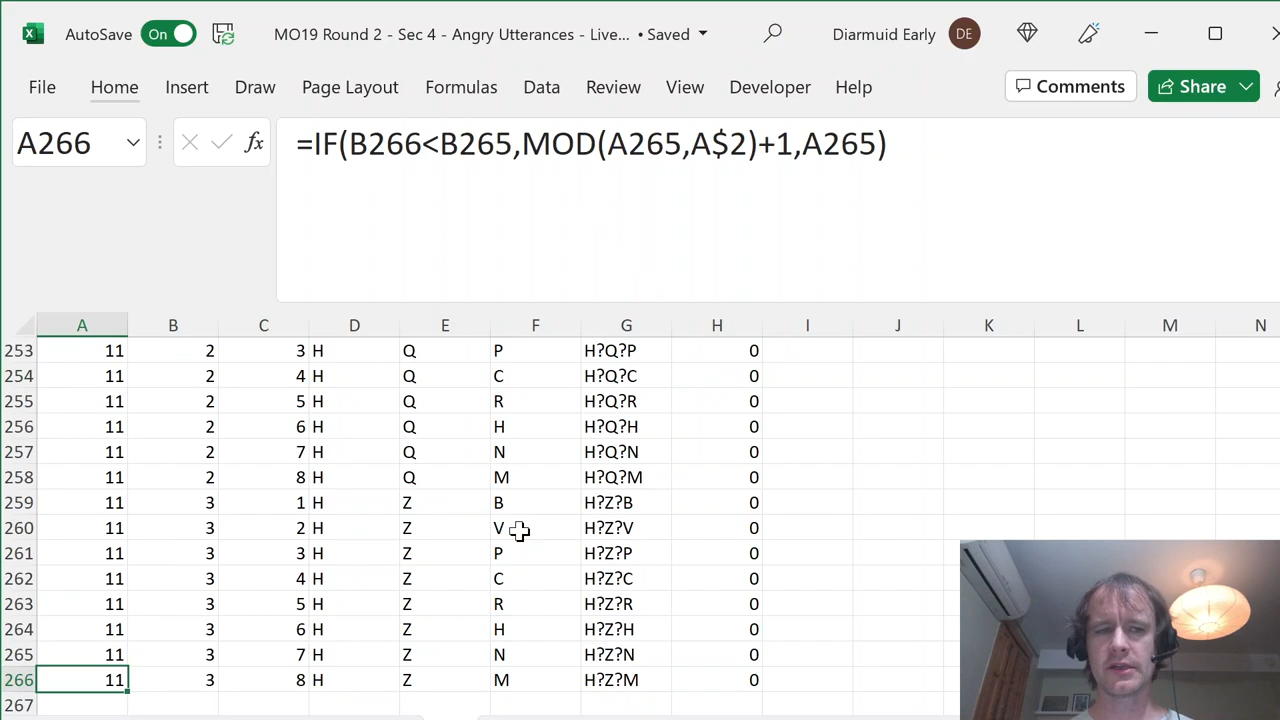 AutoSave On MO19 Round 2 - Sec 4 - Angry Utterances - Live... • Saved Diarmuid Early DE
File Home Insert Draw Page Layout Formulas Data Review View Developer Help Comments Share
A266 fx =IF(B266<B265,MOD(A265,A$2)+1,A265)
A B C D E F G H I J K L M N
253 11 2 3 H Q P H?Q?P 0
254 11 2 4 H Q C H?Q?C 0
255 11 2 5 H Q R H?Q?R 0
256 11 2 6 H Q H H?Q?H 0
257 11 2 7 H Q N H?Q?N 0
258 11 2 8 H Q M H?Q?M 0
259 11 3 1 H Z B H?Z?B 0
260 11 3 2 H Z V H?Z?V 0
261 11 3 3 H Z P H?Z?P 0
262 11 3 4 H Z C H?Z?C 0
263 11 3 5 H Z R H?Z?R 0
264 11 3 6 H Z H H?Z?H 0
265 11 3 7 H Z N H?Z?N 0
266 11 3 8 H Z M H?Z?M 0
267